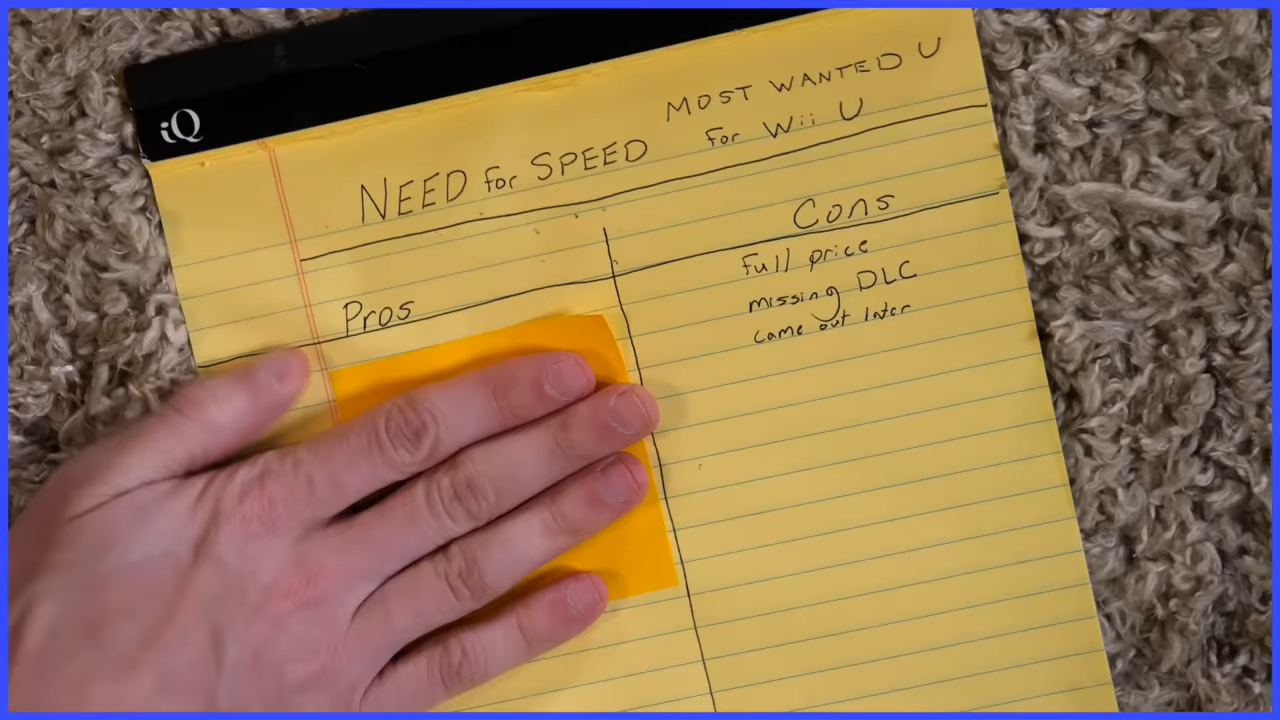 iQ
NEED for SPEED
MOST WANTED U
for Wii U
Pros
Cons
Full price
missing DLC
came out later